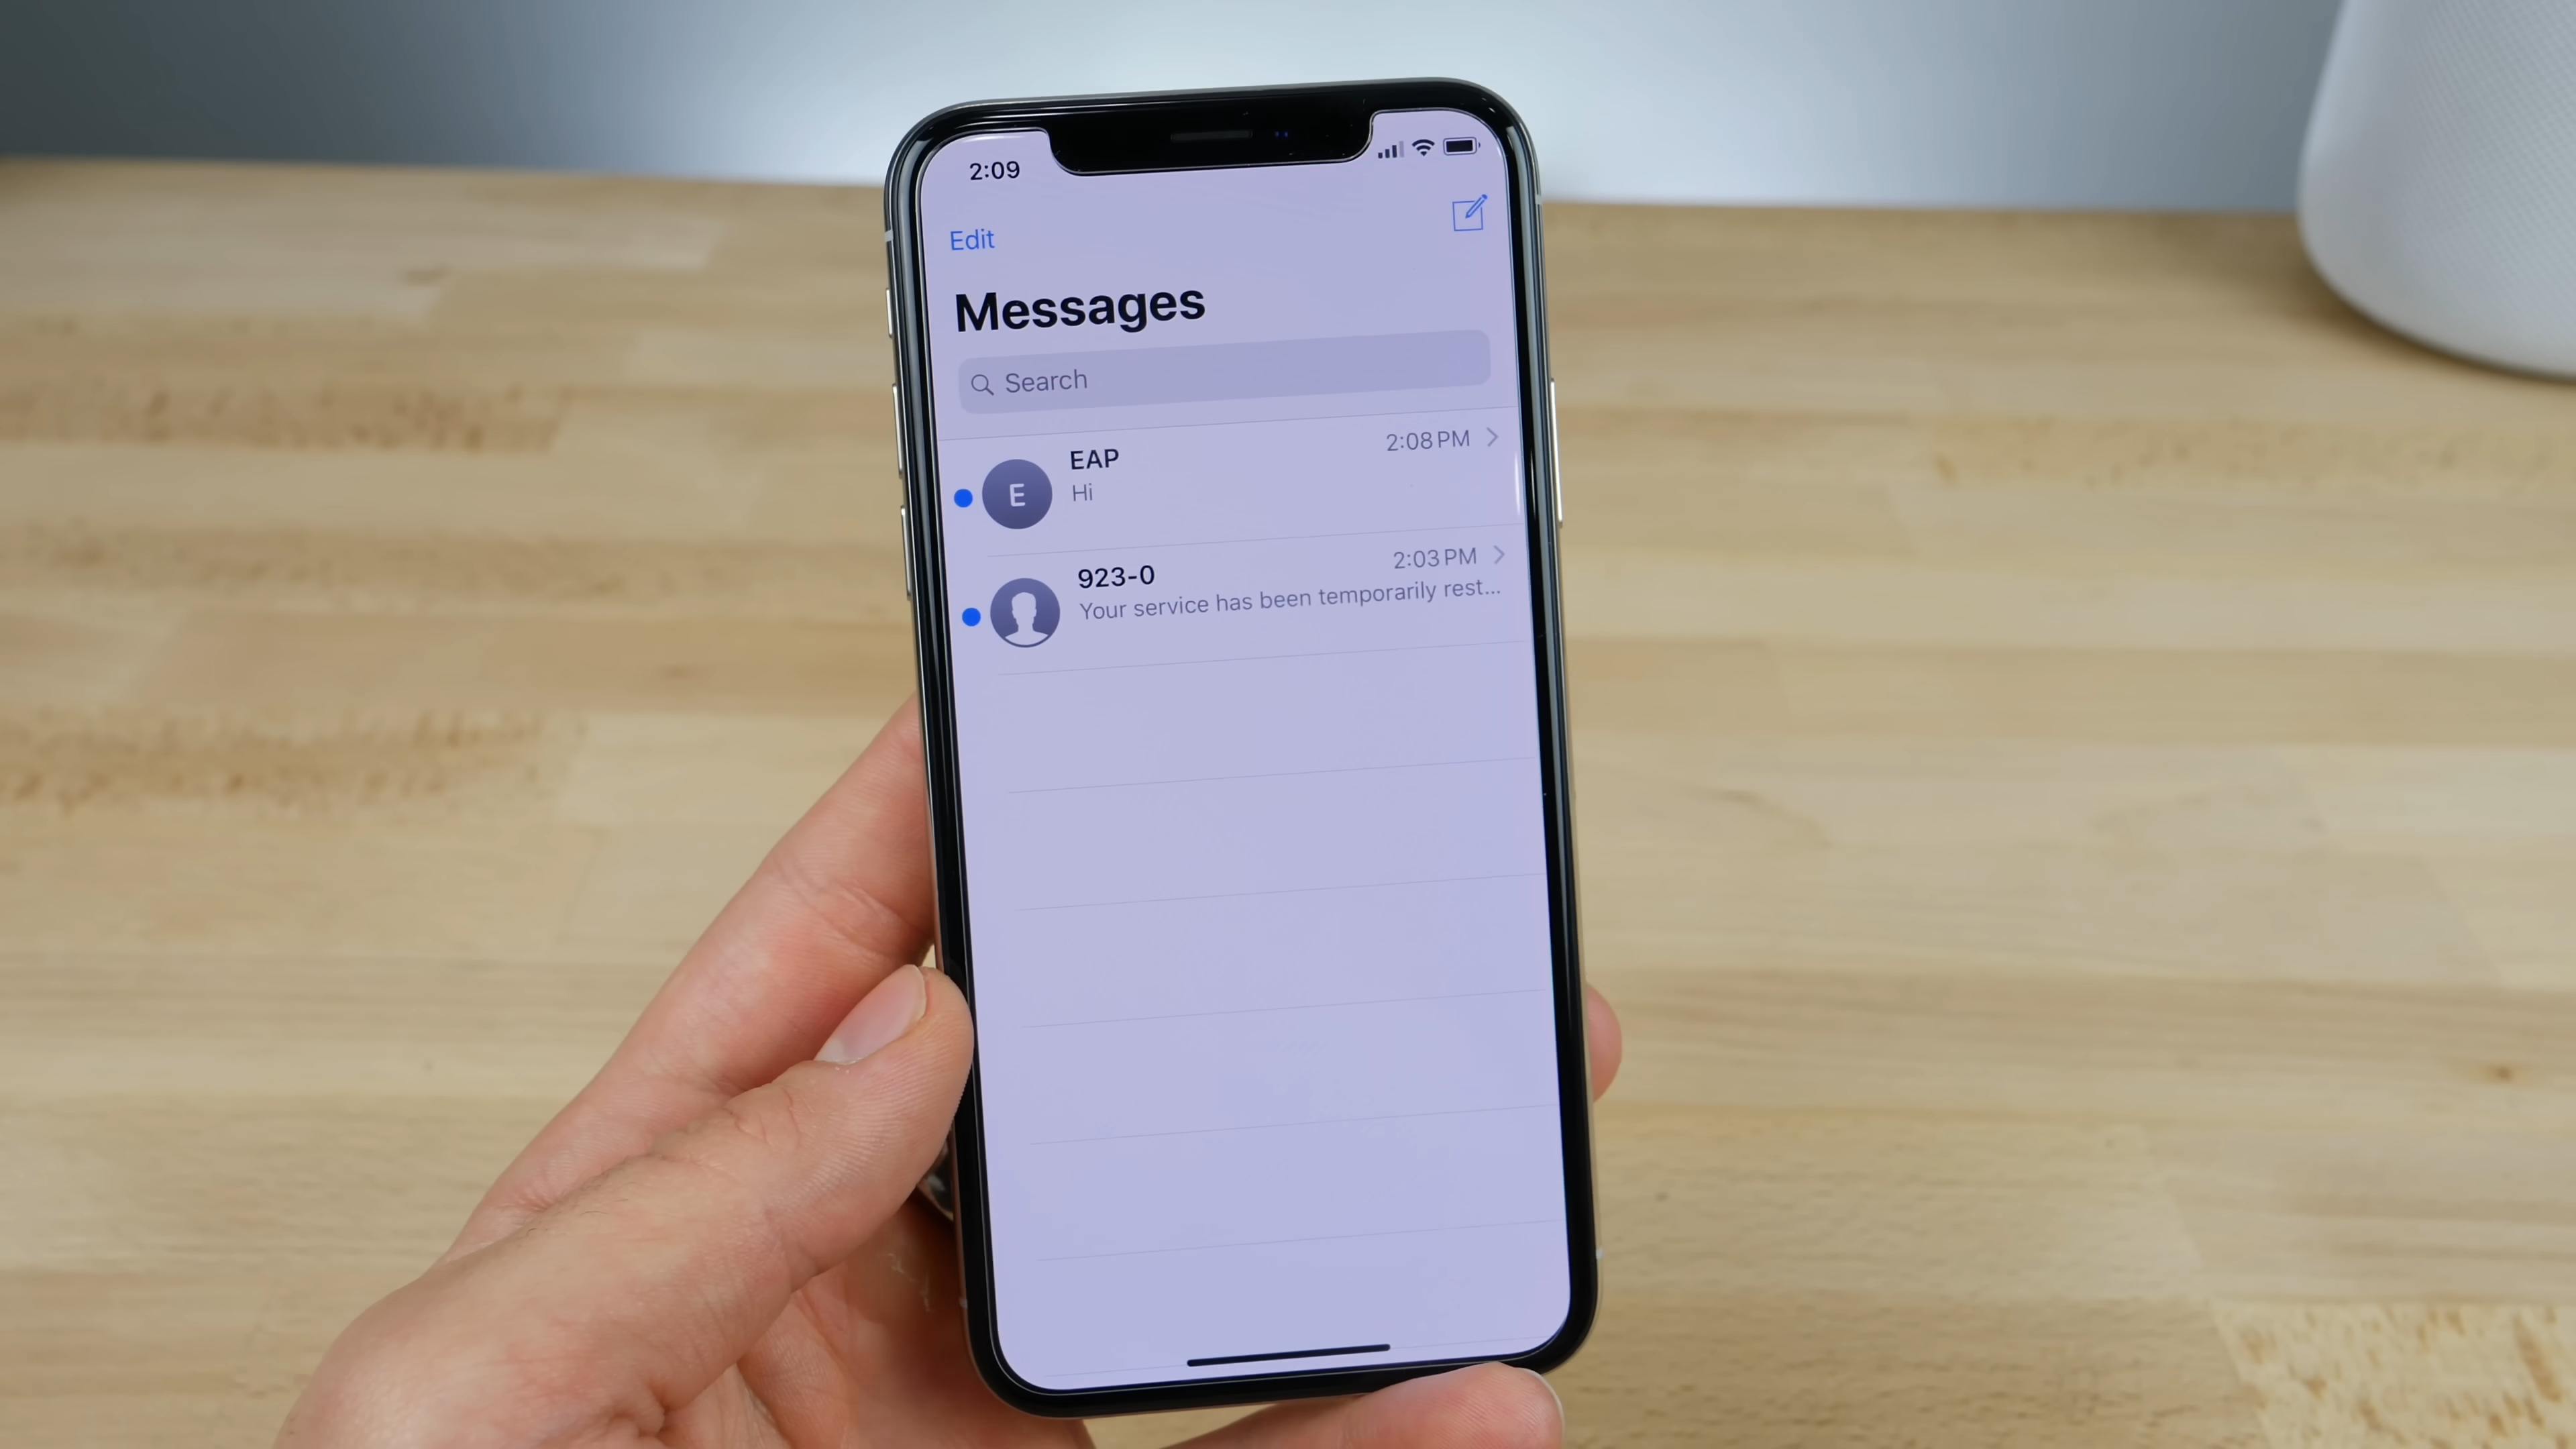 2:09
Edit
Messages
Search
E
EAP
2:08 PM
Hi
923-0
2:03 PM
Your service has been temporarily rest...